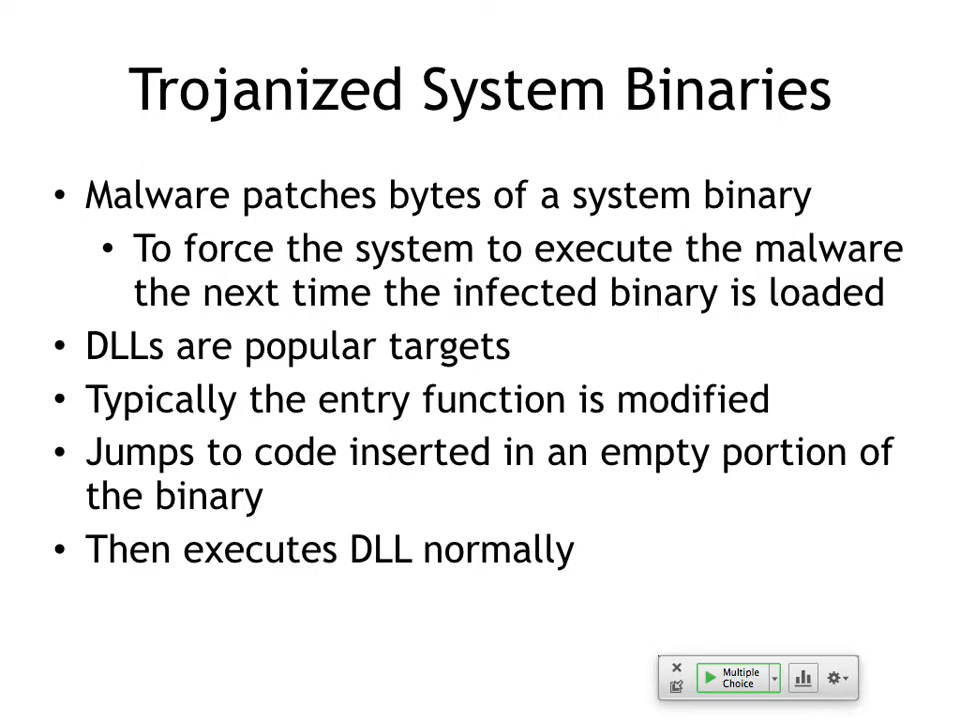 Trojanized System Binaries
• Malware patches bytes of a system binary
• To force the system to execute the malware
the next time the infected binary is loaded
• DLLs are popular targets
• Typically the entry function is modified
• Jumps to code inserted in an empty portion of
the binary
• Then executes DLL normally
Multiple
Choice